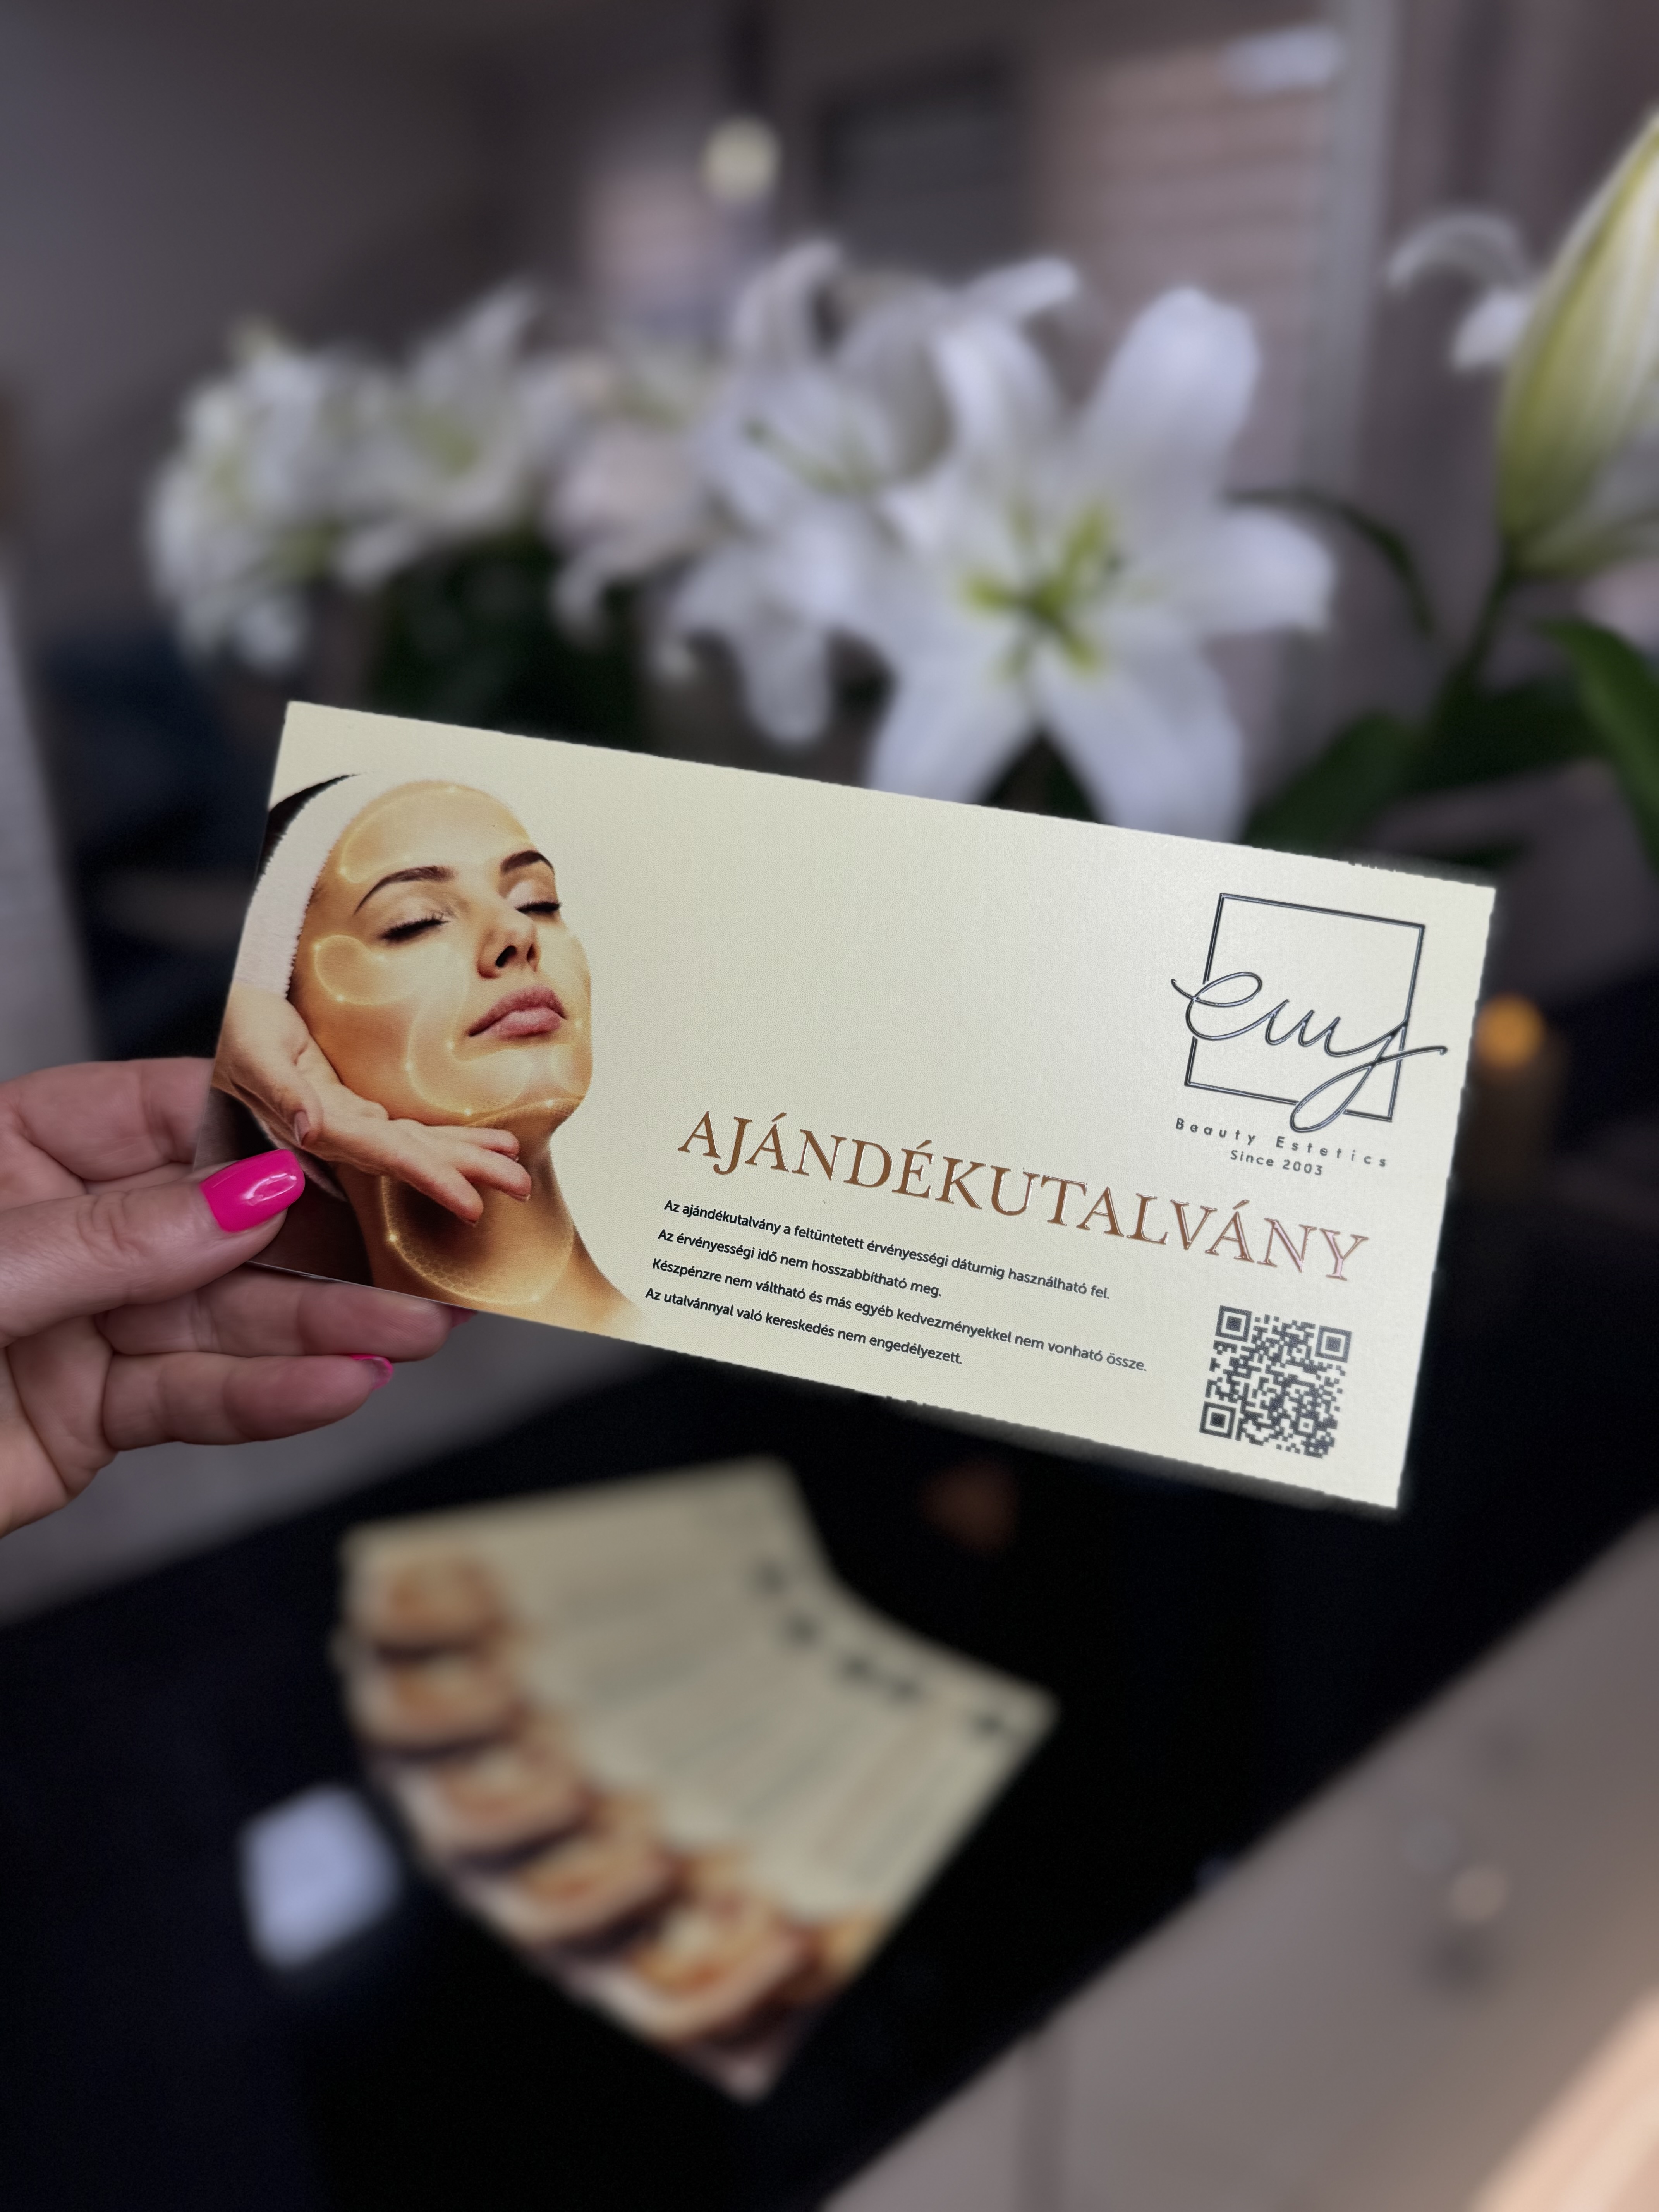 emy
Beauty Estetics
Since 2003
AJÁNDÉKUTALVÁNY
Az ajándékutalvány a feltüntetett érvényességi dátumig használható fel.
Az érvényességi idő nem hosszabbítható meg.
Készpénzre nem váltható és más egyéb kedvezményekkel nem vonható össze.
Az utalvánnyal való kereskedés nem engedélyezett.